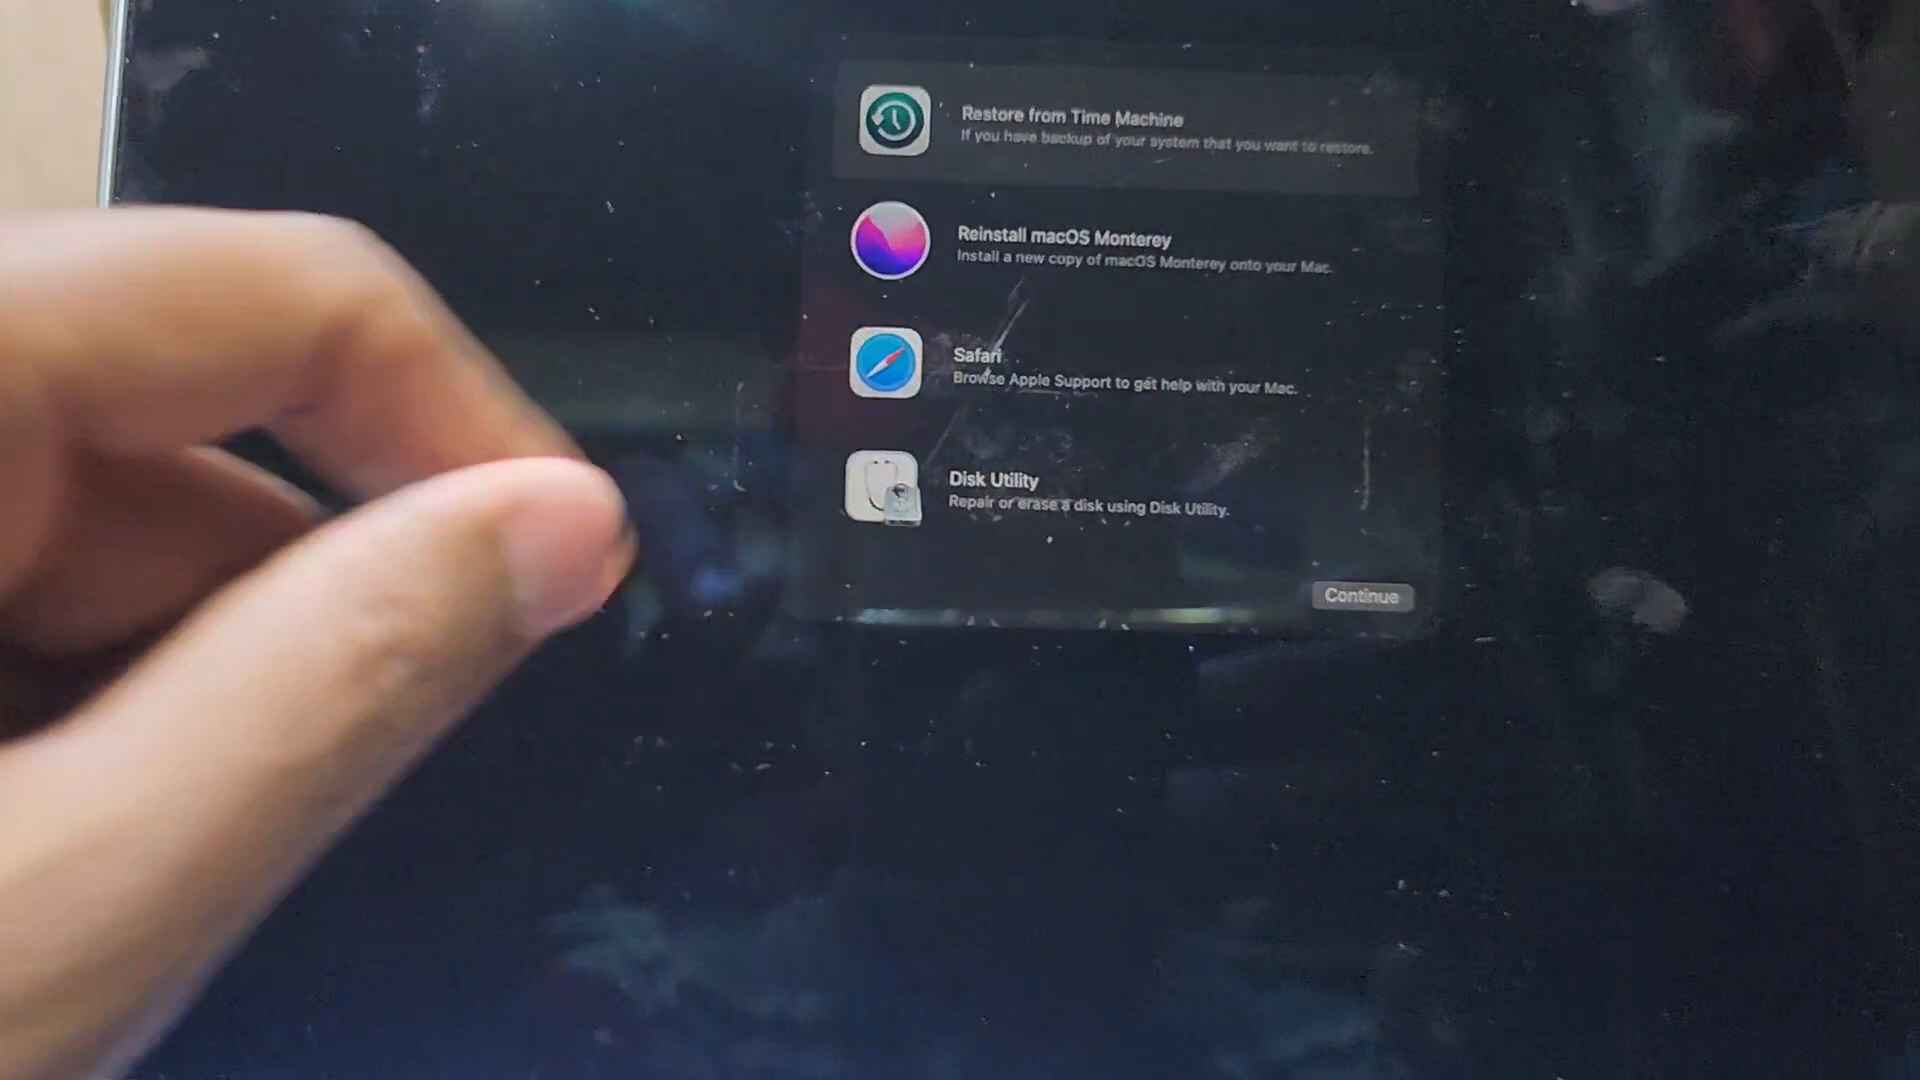 Restore from Time Machine
If you have backup of your system that you want to restore.
Reinstall macOS Monterey
Install a new copy of macOS Monterey onto your Mac.
Safari
Browse Apple Support to get help with your Mac.
Disk Utility
Repair or erase a disk using Disk Utility.
Continue